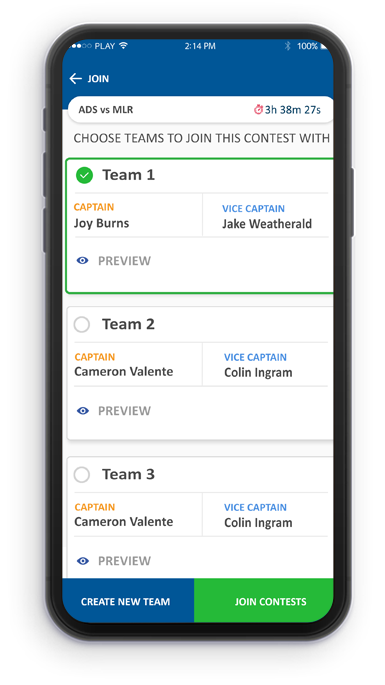 PLAY 2:14 PM 100%
JOIN
ADS vs MLR 3h 38m 27s
CHOOSE TEAMS TO JOIN THIS CONTEST WITH
Team 1
CAPTAIN VICE CAPTAIN
Joy Burns Jake Weatherald
PREVIEW
Team 2
CAPTAIN VICE CAPTAIN
Cameron Valente Colin Ingram
PREVIEW
Team 3
CAPTAIN VICE CAPTAIN
Cameron Valente Colin Ingram
PREVIEW
CREATE NEW TEAM JOIN CONTESTS